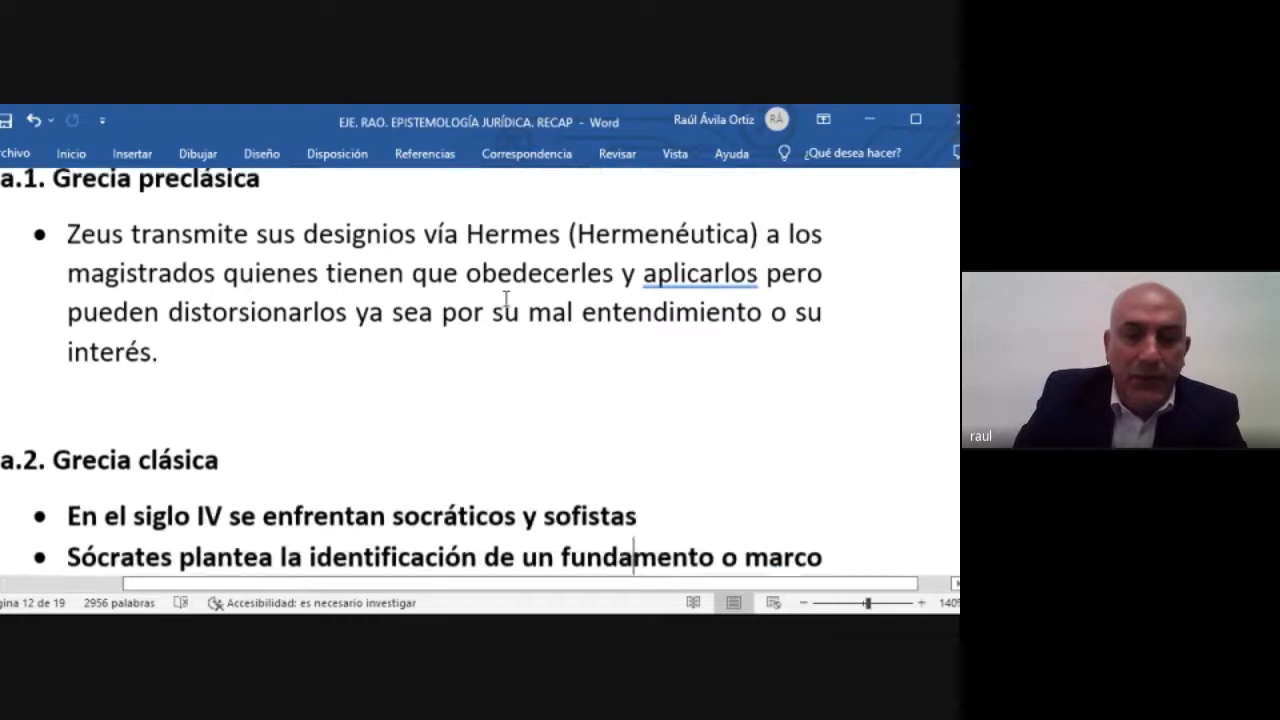 EJE. RAO. EPISTEMOLOGÍA JURÍDICA. RECAP - Word
Raúl Ávila Ortiz
RÁ
rchivo Inicio Insertar Dibujar Diseño Disposición Referencias Correspondencia Revisar Vista Ayuda ¿Qué desea hacer?
a.1. Grecia preclásica
• Zeus transmite sus designios vía Hermes (Hermenéutica) a los
magistrados quienes tienen que obedecerles y aplicarlos pero
pueden distorsionarlos ya sea por su mal entendimiento o su
interés.
a.2. Grecia clásica
• En el siglo IV se enfrentan socráticos y sofistas
• Sócrates plantea la identificación de un fundamento o marco
gina 12 de 19 2956 palabras Accesibilidad: es necesario investigar 140%
raul